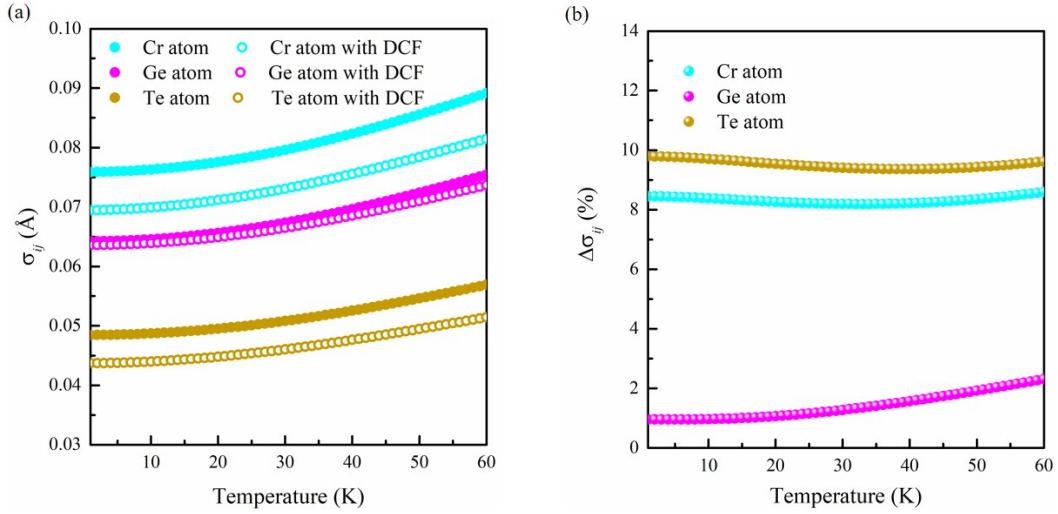 (a)
0.10
0.09
0.08
0.07
0.06
0.05
0.04
0.03
σij (Å)
Cr atom
Cr atom with DCF
Ge atom
Ge atom with DCF
Te atom
Te atom with DCF
10 20 30 40 50 60
Temperature (K)
(b)
14
12
10
8
6
4
2
0
Δσij (%)
Cr atom
Ge atom
Te atom
10 20 30 40 50 60
Temperature (K)